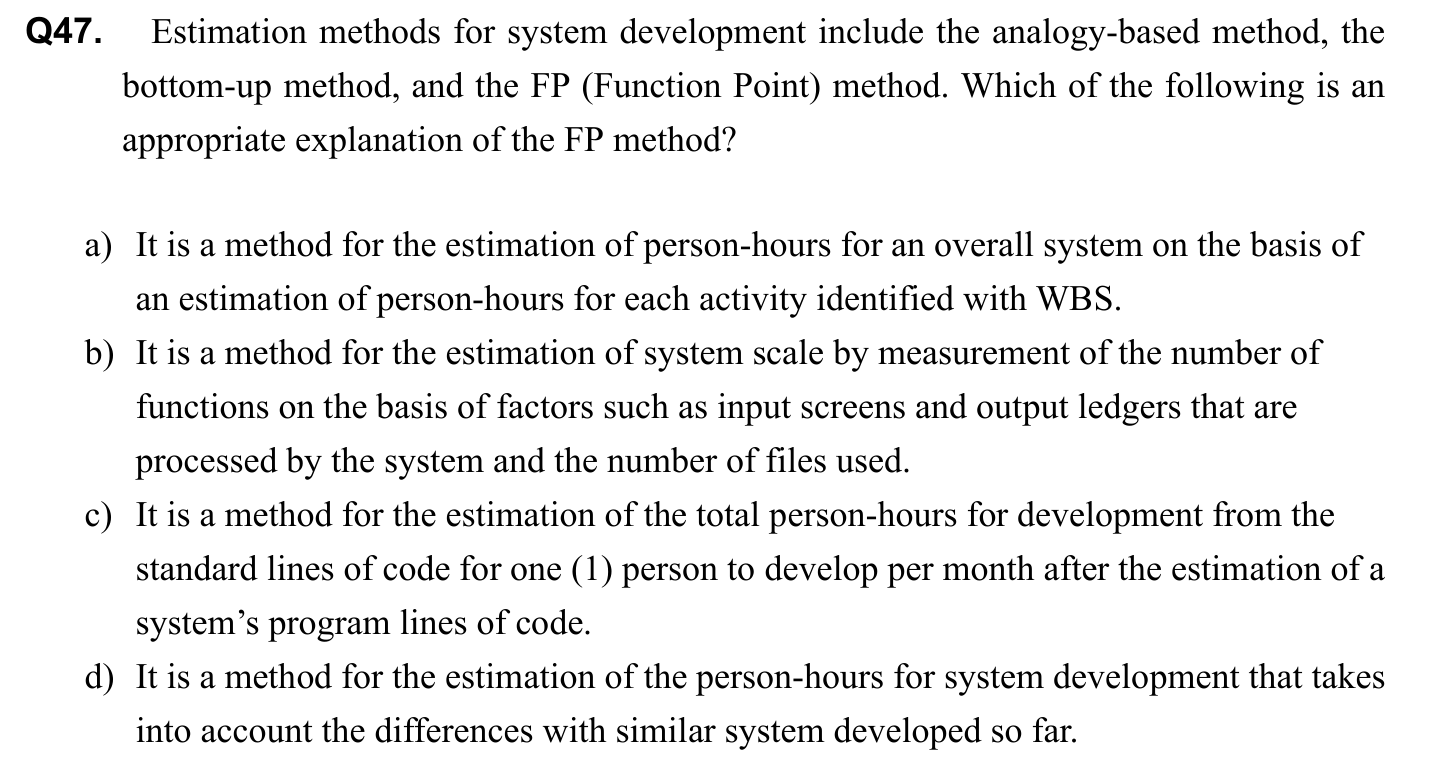 Q47. Estimation methods for system development include the analogy-based method, the
bottom-up method, and the FP (Function Point) method. Which of the following is an
appropriate explanation of the FP method?
a) It is a method for the estimation of person-hours for an overall system on the basis of
an estimation of person-hours for each activity identified with WBS.
b) It is a method for the estimation of system scale by measurement of the number of
functions on the basis of factors such as input screens and output ledgers that are
processed by the system and the number of files used.
c) It is a method for the estimation of the total person-hours for development from the
standard lines of code for one (1) person to develop per month after the estimation of a
system’s program lines of code.
d) It is a method for the estimation of the person-hours for system development that takes
into account the differences with similar system developed so far.